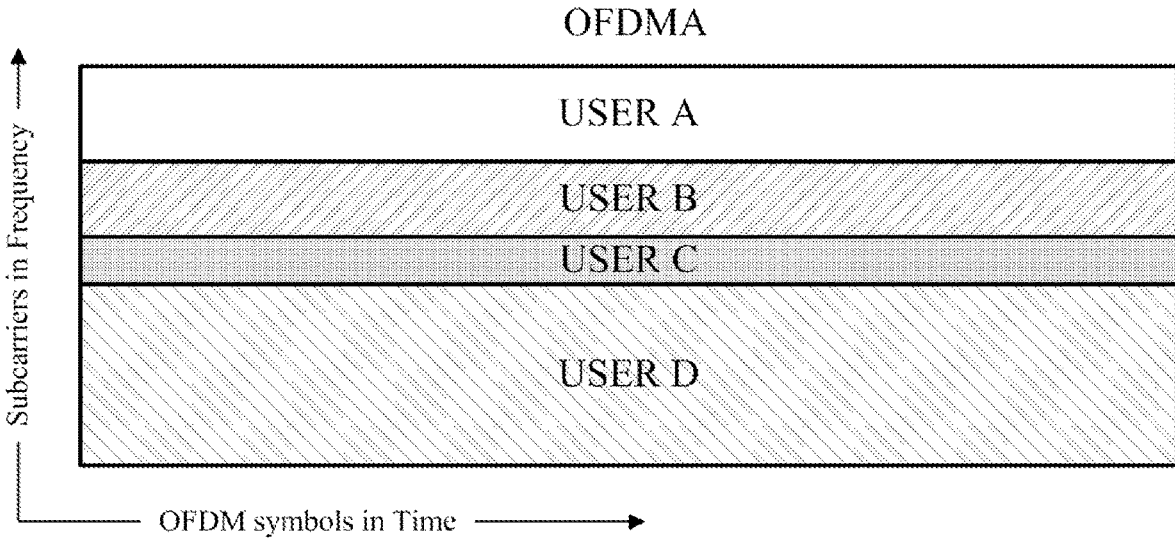 OFDMA
USER A
USER B
USER C
USER D
Subcarriers in Frequency
OFDM symbols in Time